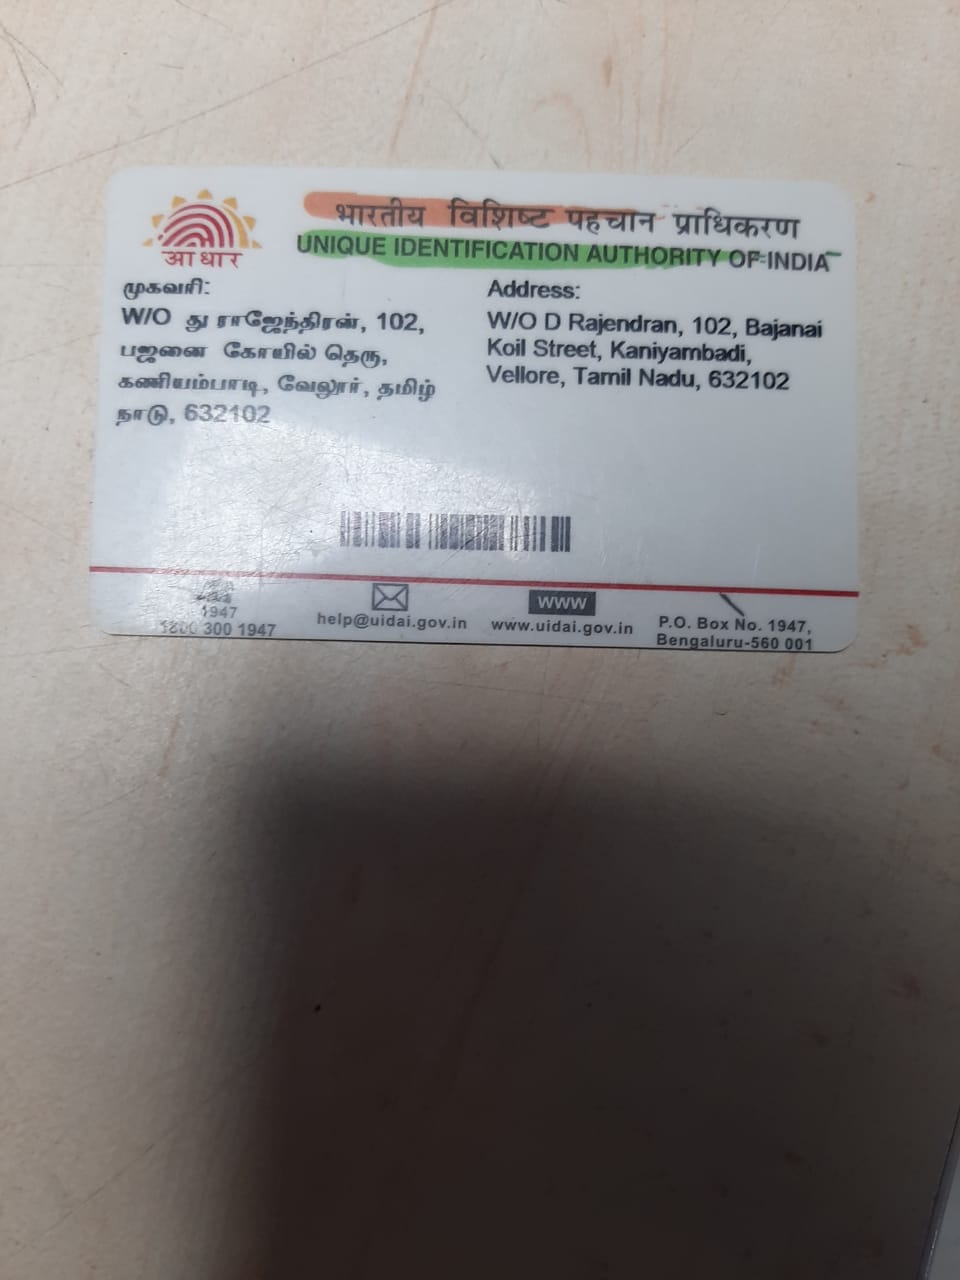 भारतीय विशिष्ट पहचान प्राधिकरण
UNIQUE IDENTIFICATION AUTHORITY OF INDIA
आधार
முகவரி:
W/O து ராஜேந்திரன், 102,
பஜனை கோயில் தெரு,
கணியம்பாடி, வேலூர், தமிழ்
நாடு, 632102
Address:
W/O D Rajendran, 102, Bajanai
Koil Street, Kaniyambadi,
Vellore, Tamil Nadu, 632102
1947
1800 300 1947
help@uidai.gov.in
WWW
www.uidai.gov.in
P.O. Box No. 1947,
Bengaluru-560 001